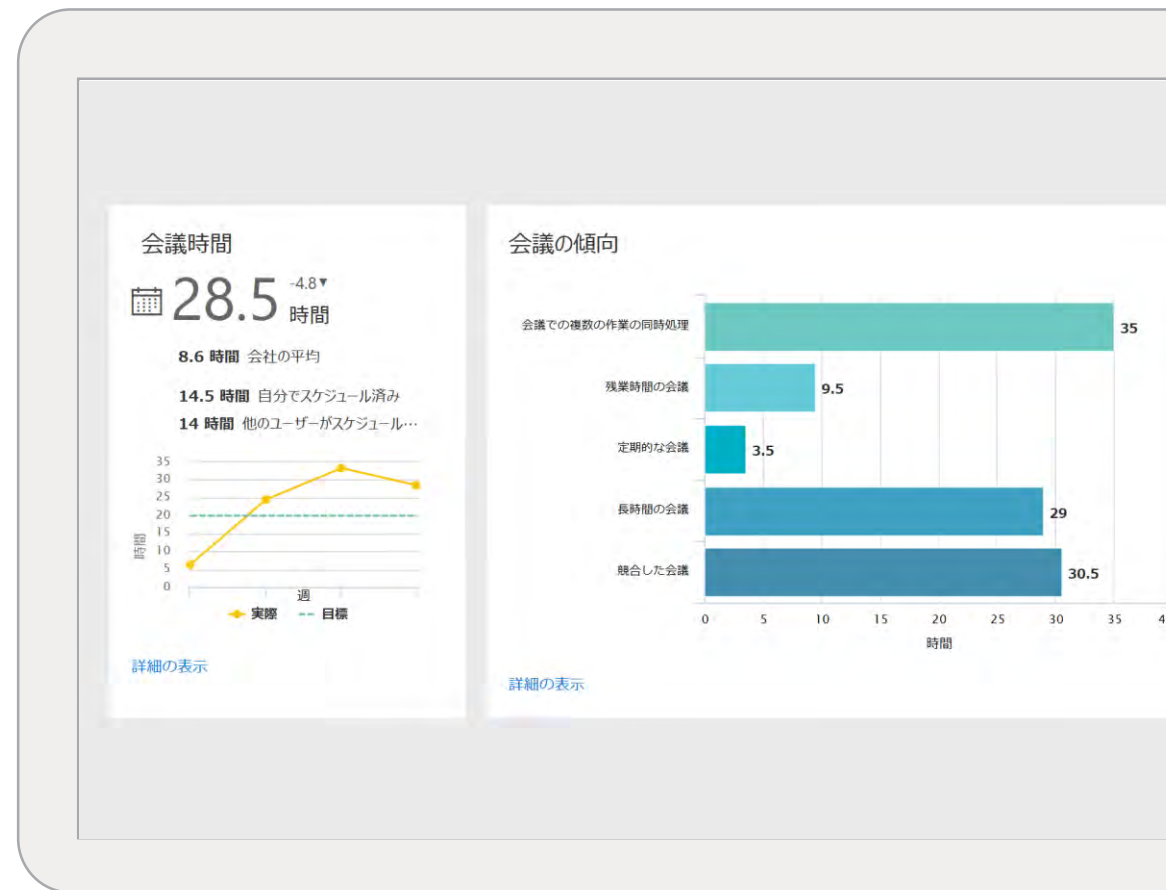 会議時間
28.5 -4.8▼
時間
8.6 時間 会社の平均
14.5 時間 自分でスケジュール済み
14 時間 他のユーザーがスケジュール…
35
30
25
20
15
10
5
0
時間
週
実際 目標
詳細の表示
会議の傾向
会議での複数の作業の同時処理 35
残業時間の会議 9.5
定期的な会議 3.5
長時間の会議 29
競合した会議 30.5
0 5 10 15 20 25 30 35 4
時間
詳細の表示